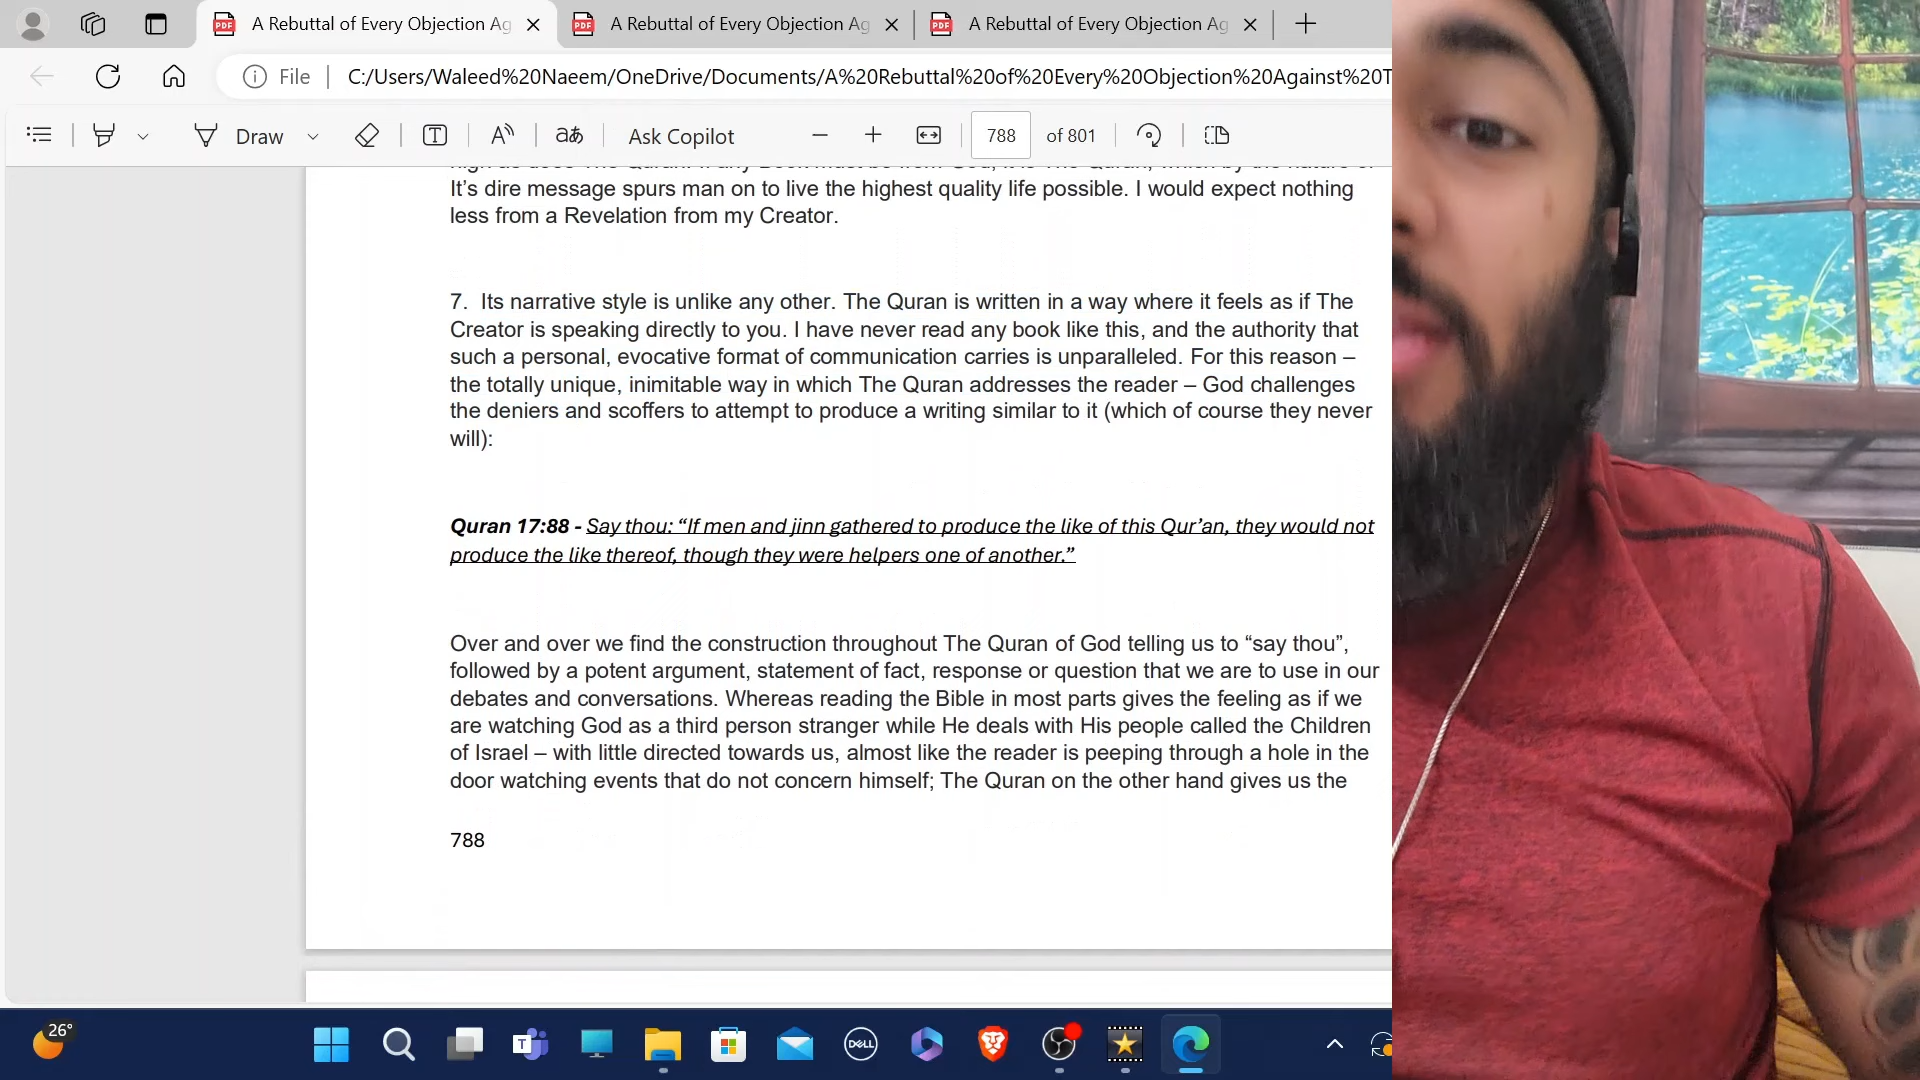 A Rebuttal of Every Objection Ag
A Rebuttal of Every Objection Ag
A Rebuttal of Every Objection Ag
File
C:/Users/Waleed%20Naeem/OneDrive/Documents/A%20Rebuttal%20of%20Every%20Objection%20Against%20T
Draw
Ask Copilot
788
of 801
It’s dire message spurs man on to live the highest quality life possible. I would expect nothing
less from a Revelation from my Creator.
7. Its narrative style is unlike any other. The Quran is written in a way where it feels as if The
Creator is speaking directly to you. I have never read any book like this, and the authority that
such a personal, evocative format of communication carries is unparalleled. For this reason –
the totally unique, inimitable way in which The Quran addresses the reader – God challenges
the deniers and scoffers to attempt to produce a writing similar to it (which of course they never
will):
Quran 17:88 - Say thou: “If men and jinn gathered to produce the like of this Qur’an, they would not
produce the like thereof, though they were helpers one of another.”
Over and over we find the construction throughout The Quran of God telling us to “say thou”,
followed by a potent argument, statement of fact, response or question that we are to use in our
debates and conversations. Whereas reading the Bible in most parts gives the feeling as if we
are watching God as a third person stranger while He deals with His people called the Children
of Israel – with little directed towards us, almost like the reader is peeping through a hole in the
door watching events that do not concern himself; The Quran on the other hand gives us the
788
26°
DELL